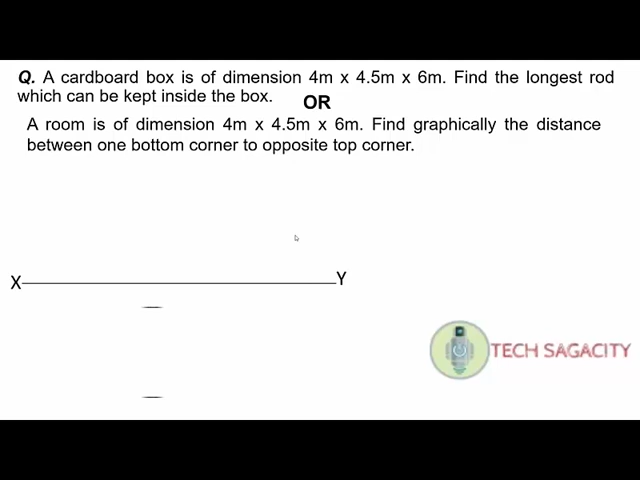 Q. A cardboard box is of dimension 4m x 4.5m x 6m. Find the longest rod
which can be kept inside the box.
OR
A room is of dimension 4m x 4.5m x 6m. Find graphically the distance
between one bottom corner to opposite top corner.
X
Y
TECH SAGACITY